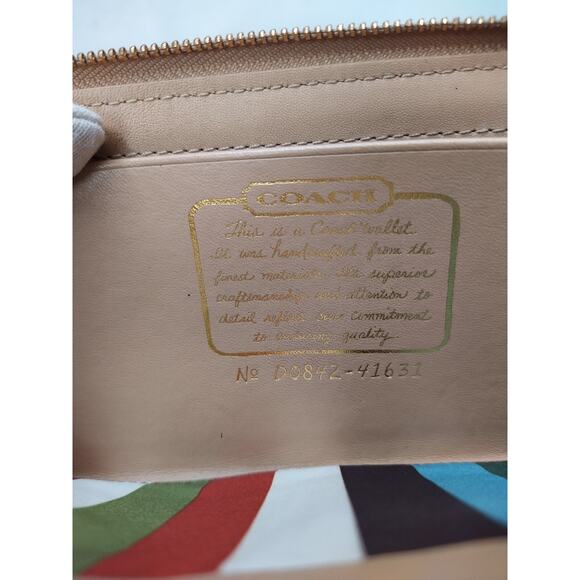 COACH
This is a Coach wallet.
It was handcrafted from the
finest materials. Its superior
craftsmanship and attention to
detail reflect our commitment
to enduring quality.
Nº D0842-41631